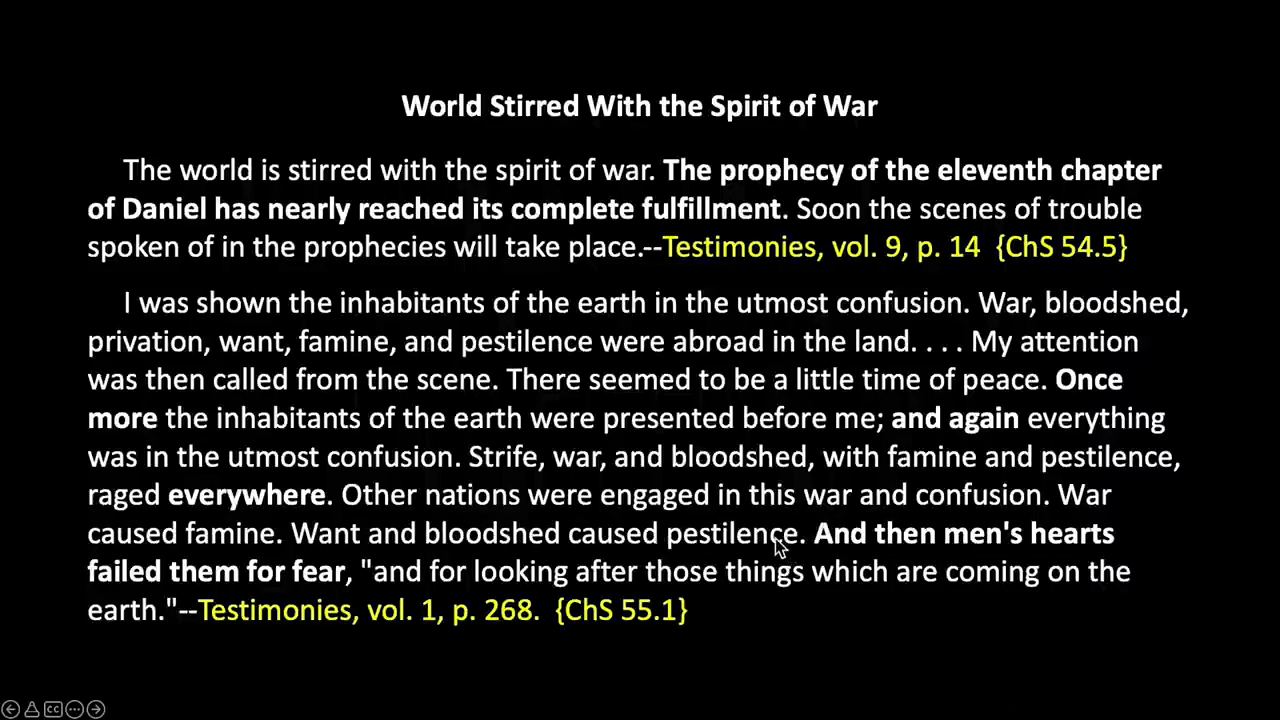 World Stirred With the Spirit of War
The world is stirred with the spirit of war. The prophecy of the eleventh chapter
of Daniel has nearly reached its complete fulfillment. Soon the scenes of trouble
spoken of in the prophecies will take place.--Testimonies, vol. 9, p. 14 {ChS 54.5}
I was shown the inhabitants of the earth in the utmost confusion. War, bloodshed,
privation, want, famine, and pestilence were abroad in the land. . . . My attention
was then called from the scene. There seemed to be a little time of peace. Once
more the inhabitants of the earth were presented before me; and again everything
was in the utmost confusion. Strife, war, and bloodshed, with famine and pestilence,
raged everywhere. Other nations were engaged in this war and confusion. War
caused famine. Want and bloodshed caused pestilence. And then men's hearts
failed them for fear, "and for looking after those things which are coming on the
earth."--Testimonies, vol. 1, p. 268. {ChS 55.1}
CC